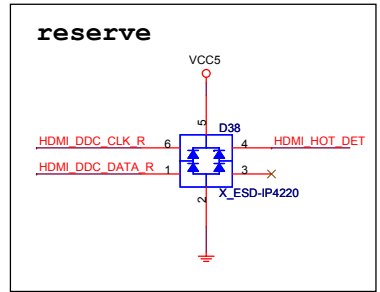 reserve
VCC5
5
D38
HDMI_DDC_CLK_R 6 4 HDMI_HOT_DET
HDMI_DDC_DATA_R 1 3
2
X_ESD-IP4220